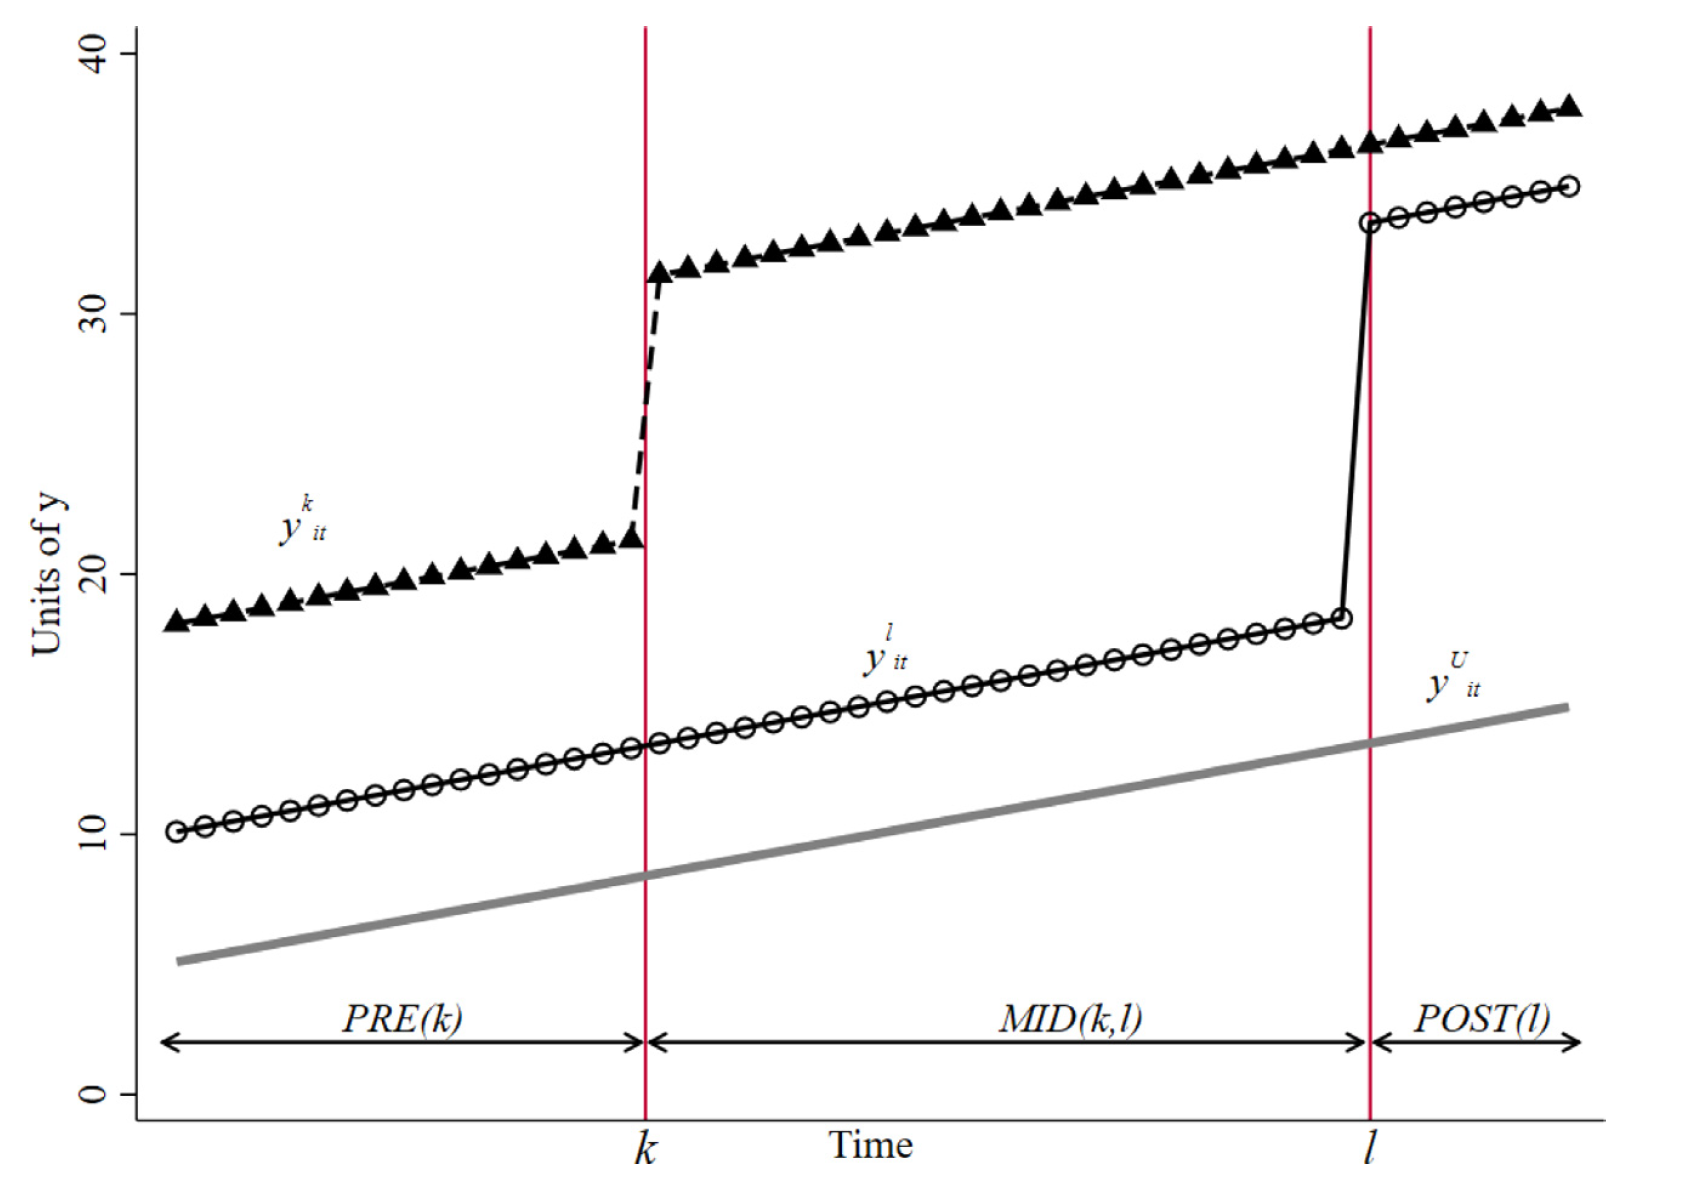 40
30
20
10
0
Units of y
y^k_it
y^l_it
y^U_it
PRE(k)
MID(k,l)
POST(l)
k
Time
l